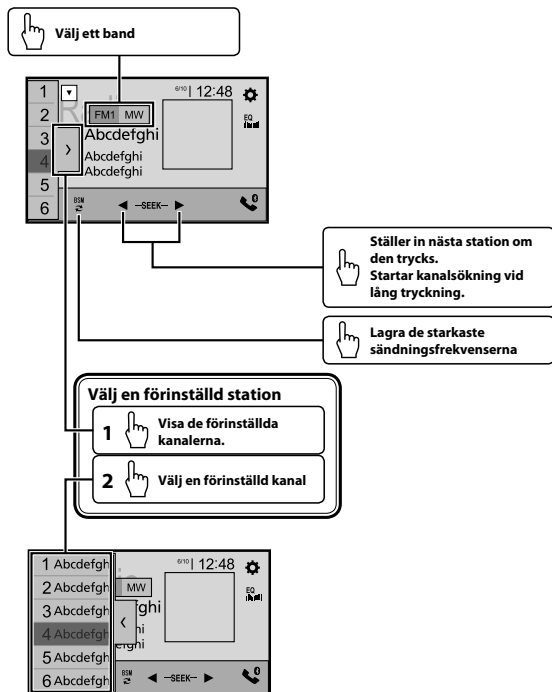 Välj ett band
1
2
3
4
5
6
6/10 | 12:48
EQ
FM1 MW
Abcdefghi
Abcdefghi
Abcdefghi
BSM
SEEK
Ställer in nästa station om
den trycks.
Startar kanalsökning vid
lång tryckning.
Lagra de starkaste
sändningsfrekvenserna
Välj en förinställd station
1 Visa de förinställda
kanalerna.
2 Välj en förinställd kanal
1 Abcdefgh
2 Abcdefgh
3 Abcdefgh
4 Abcdefgh
5 Abcdefgh
6 Abcdefgh
6/10 | 12:48
EQ
MW
fghi
hi
efghi
BSM
SEEK